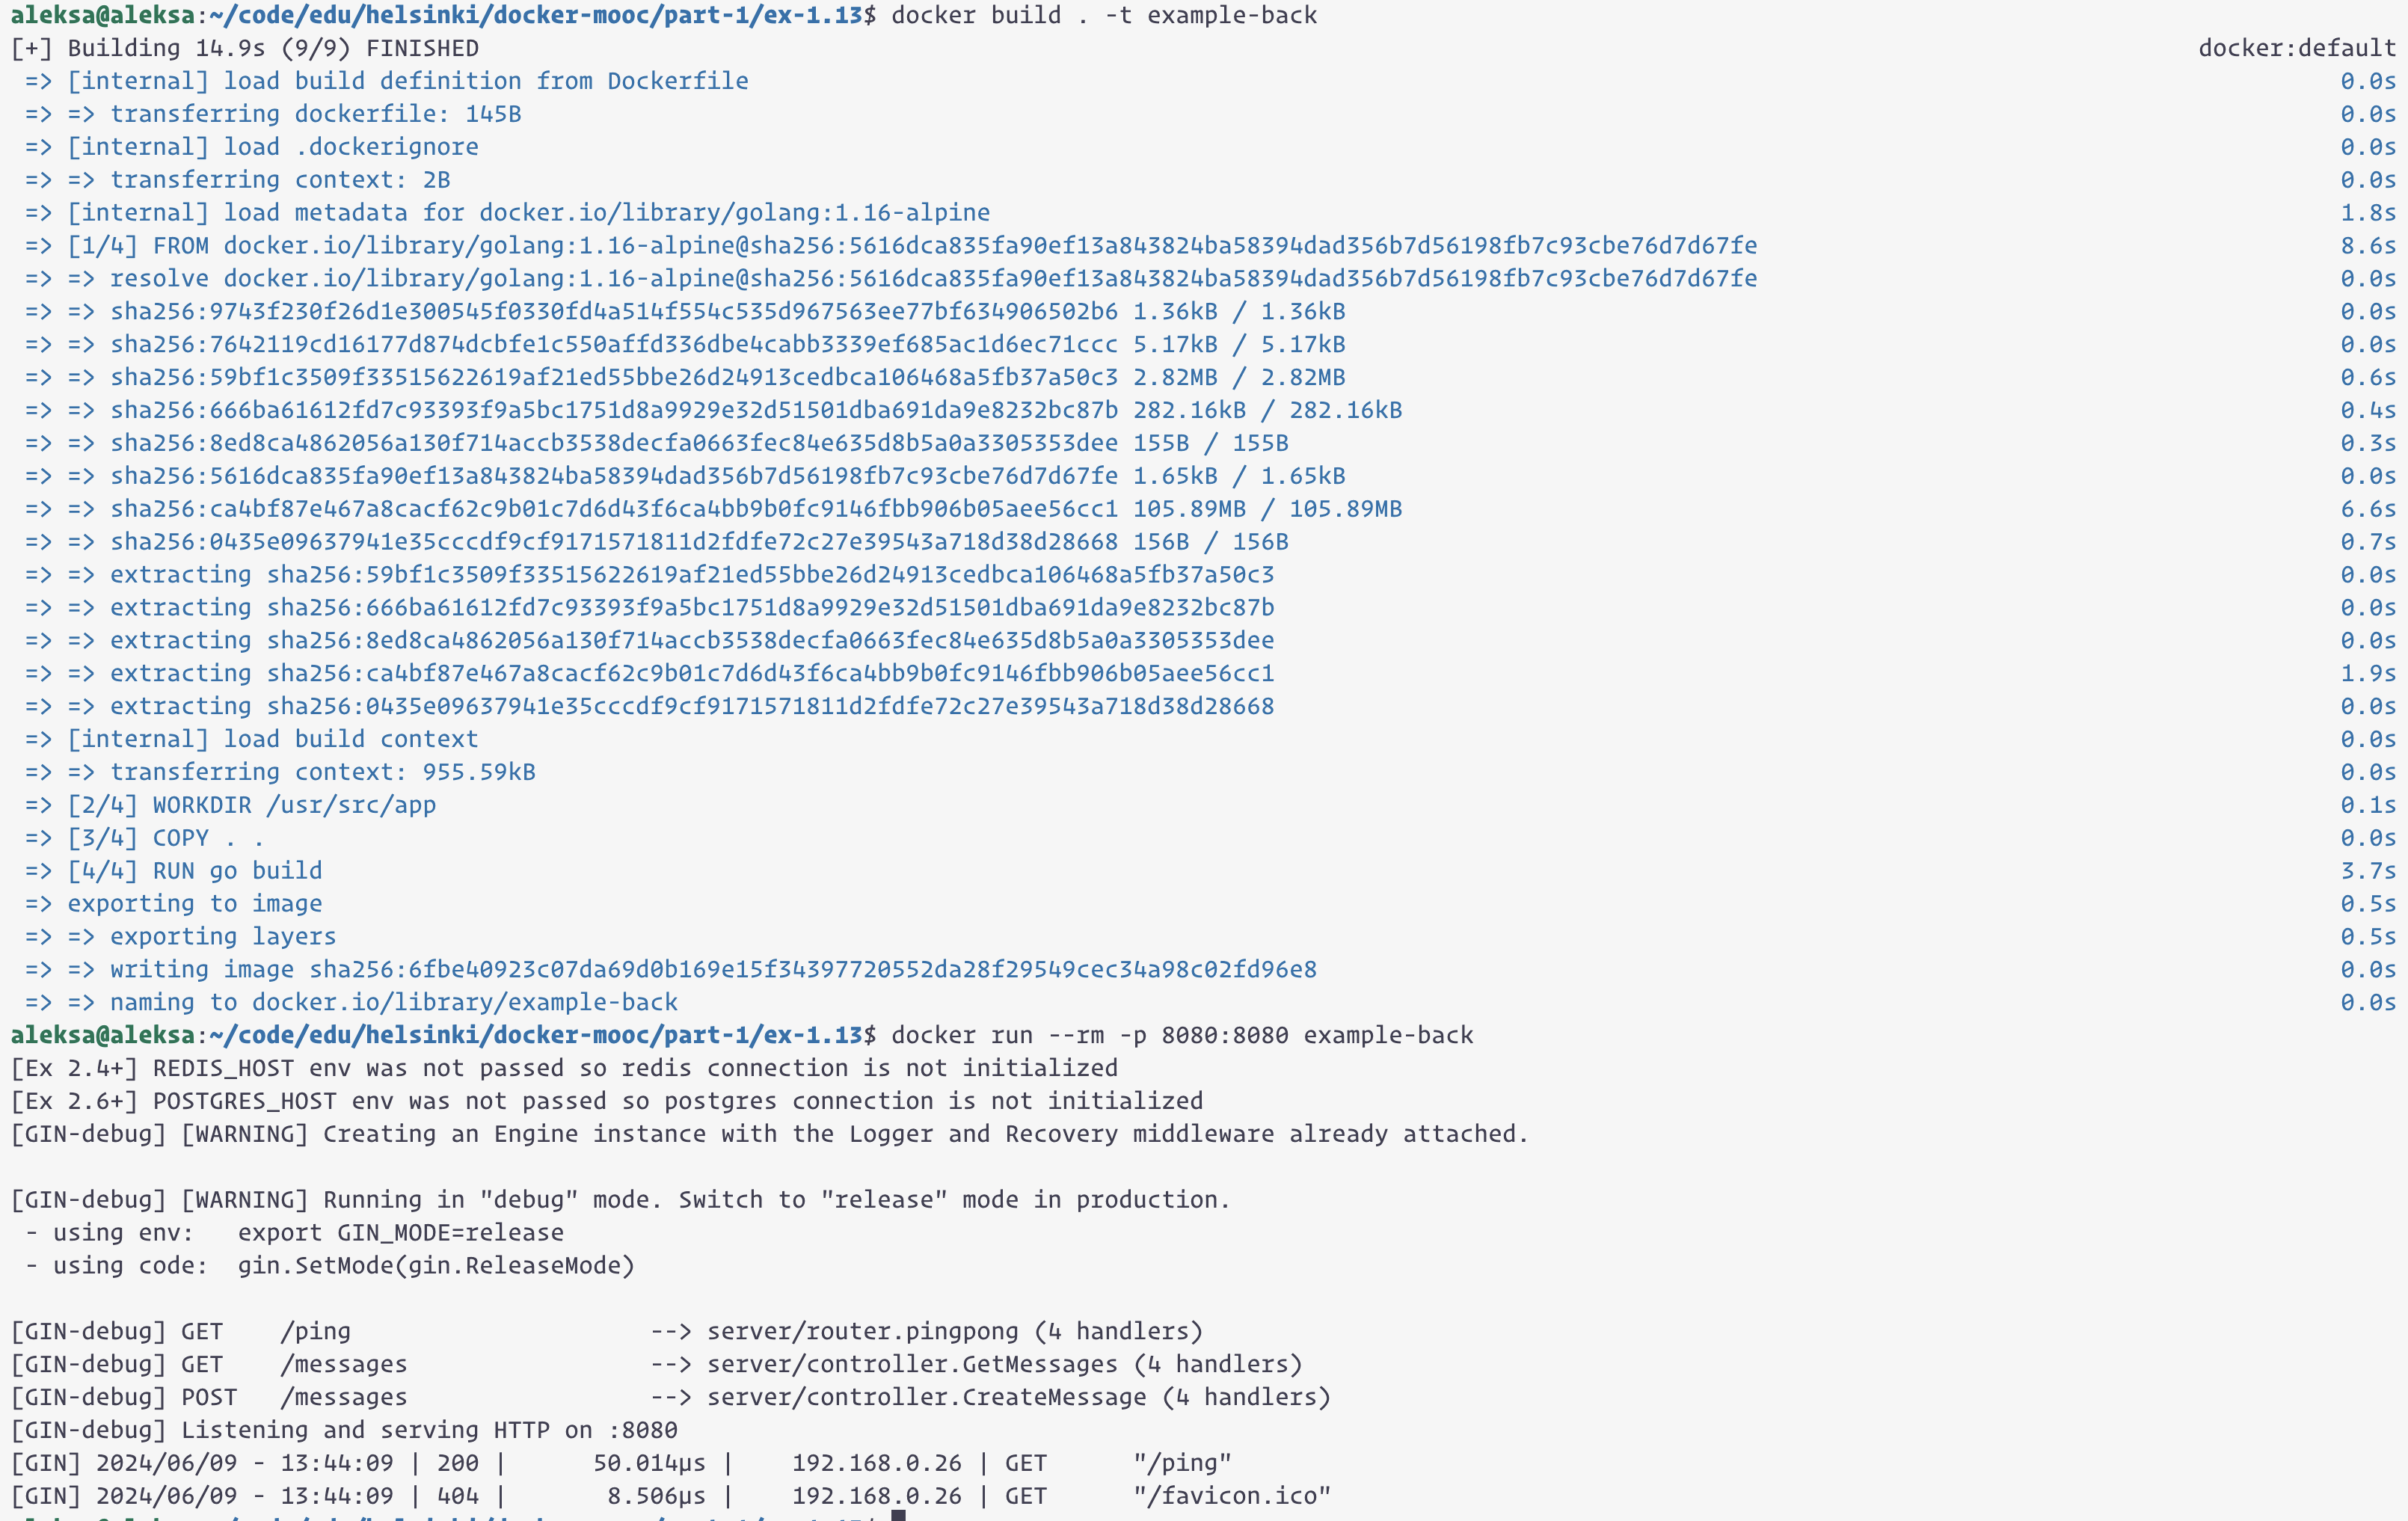 aleksa@aleksa:~/code/edu/helsinki/docker-mooc/part-1/ex-1.13$ docker build . -t example-back
[+] Building 14.9s (9/9) FINISHED docker:default
=> [internal] load build definition from Dockerfile 0.0s
=> => transferring dockerfile: 145B 0.0s
=> [internal] load .dockerignore 0.0s
=> => transferring context: 2B 0.0s
=> [internal] load metadata for docker.io/library/golang:1.16-alpine 1.8s
=> [1/4] FROM docker.io/library/golang:1.16-alpine@sha256:5616dca835fa90ef13a843824ba58394dad356b7d56198fb7c93cbe76d7d67fe 8.6s
=> => resolve docker.io/library/golang:1.16-alpine@sha256:5616dca835fa90ef13a843824ba58394dad356b7d56198fb7c93cbe76d7d67fe 0.0s
=> => sha256:9743f230f26d1e300545f0330fd4a514f554c535d967563ee77bf634906502b6 1.36kB / 1.36kB 0.0s
=> => sha256:7642119cd16177d874dcbfe1c550affd336dbe4cabb3339ef685ac1d6ec71ccc 5.17kB / 5.17kB 0.0s
=> => sha256:59bf1c3509f33515622619af21ed55bbe26d24913cedbca106468a5fb37a50c3 2.82MB / 2.82MB 0.6s
=> => sha256:666ba61612fd7c93393f9a5bc1751d8a9929e32d51501dba691da9e8232bc87b 282.16kB / 282.16kB 0.4s
=> => sha256:8ed8ca4862056a130f714accb3538decfa0663fec84e635d8b5a0a3305353dee 155B / 155B 0.3s
=> => sha256:5616dca835fa90ef13a843824ba58394dad356b7d56198fb7c93cbe76d7d67fe 1.65kB / 1.65kB 0.0s
=> => sha256:ca4bf87e467a8cacf62c9b01c7d6d43f6ca4bb9b0fc9146fbb906b05aee56cc1 105.89MB / 105.89MB 6.6s
=> => sha256:0435e09637941e35cccdf9cf9171571811d2fdfe72c27e39543a718d38d28668 156B / 156B 0.7s
=> => extracting sha256:59bf1c3509f33515622619af21ed55bbe26d24913cedbca106468a5fb37a50c3 0.0s
=> => extracting sha256:666ba61612fd7c93393f9a5bc1751d8a9929e32d51501dba691da9e8232bc87b 0.0s
=> => extracting sha256:8ed8ca4862056a130f714accb3538decfa0663fec84e635d8b5a0a3305353dee 0.0s
=> => extracting sha256:ca4bf87e467a8cacf62c9b01c7d6d43f6ca4bb9b0fc9146fbb906b05aee56cc1 1.9s
=> => extracting sha256:0435e09637941e35cccdf9cf9171571811d2fdfe72c27e39543a718d38d28668 0.0s
=> [internal] load build context 0.0s
=> => transferring context: 955.59kB 0.0s
=> [2/4] WORKDIR /usr/src/app 0.1s
=> [3/4] COPY . . 0.0s
=> [4/4] RUN go build 3.7s
=> exporting to image 0.5s
=> => exporting layers 0.5s
=> => writing image sha256:6fbe40923c07da69d0b169e15f34397720552da28f29549cec34a98c02fd96e8 0.0s
=> => naming to docker.io/library/example-back 0.0s
aleksa@aleksa:~/code/edu/helsinki/docker-mooc/part-1/ex-1.13$ docker run --rm -p 8080:8080 example-back
[Ex 2.4+] REDIS_HOST env was not passed so redis connection is not initialized
[Ex 2.6+] POSTGRES_HOST env was not passed so postgres connection is not initialized
[GIN-debug] [WARNING] Creating an Engine instance with the Logger and Recovery middleware already attached.
[GIN-debug] [WARNING] Running in "debug" mode. Switch to "release" mode in production.
- using env: export GIN_MODE=release
- using code: gin.SetMode(gin.ReleaseMode)
[GIN-debug] GET /ping --> server/router.pingpong (4 handlers)
[GIN-debug] GET /messages --> server/controller.GetMessages (4 handlers)
[GIN-debug] POST /messages --> server/controller.CreateMessage (4 handlers)
[GIN-debug] Listening and serving HTTP on :8080
[GIN] 2024/06/09 - 13:44:09 | 200 | 50.014µs | 192.168.0.26 | GET "/ping"
[GIN] 2024/06/09 - 13:44:09 | 404 | 8.506µs | 192.168.0.26 | GET "/favicon.ico"